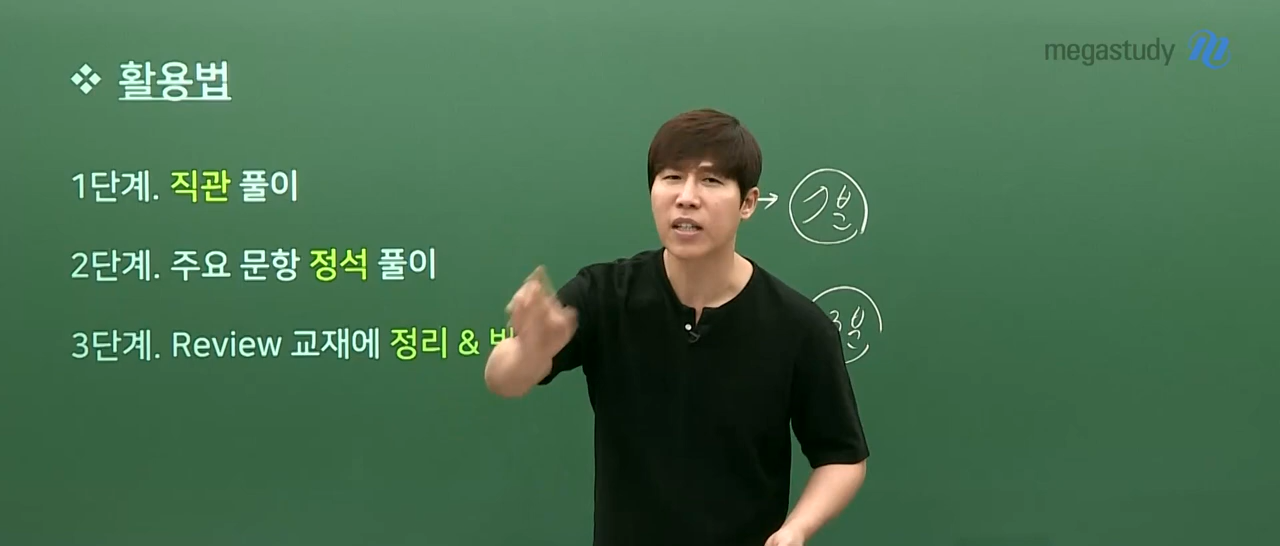 megastudy
❖ 활용법
1단계. 직관 풀이
2단계. 주요 문항 정석 풀이
3단계. Review 교재에 정리 &